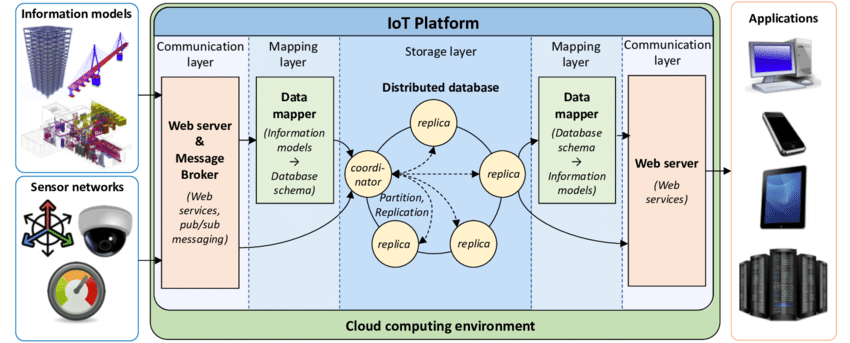 Information models
Sensor networks
IoT Platform
Communication
layer
Web server
&
Message
Broker
(Web
services,
pub/sub
messaging)
Mapping
layer
Data
mapper
(Information
models
→
Database
schema)
Storage layer
Distributed database
replica
coordi-
nator
replica
Partition,
Replication
replica
replica
Mapping
layer
Data
mapper
(Database
schema
→
Information
models)
Communication
layer
Web server
(Web
services)
Cloud computing environment
Applications